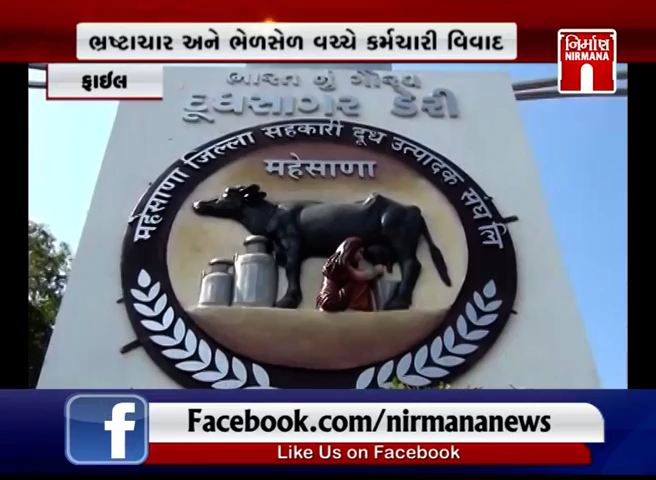 ભ્રષ્ટાચાર અને ભેળસેળ વચ્ચે કર્મચારી વિવાદ
નિર્માણ
NIRMANA
ફાઈલ
ભારત નું ગૌરવ
દૂધસાગર ડેરી
મહેસાણા જિલ્લા સહકારી દૂધ ઉત્પાદક સંઘ લિ
મહેસાણા
Facebook.com/nirmananews
Like Us on Facebook